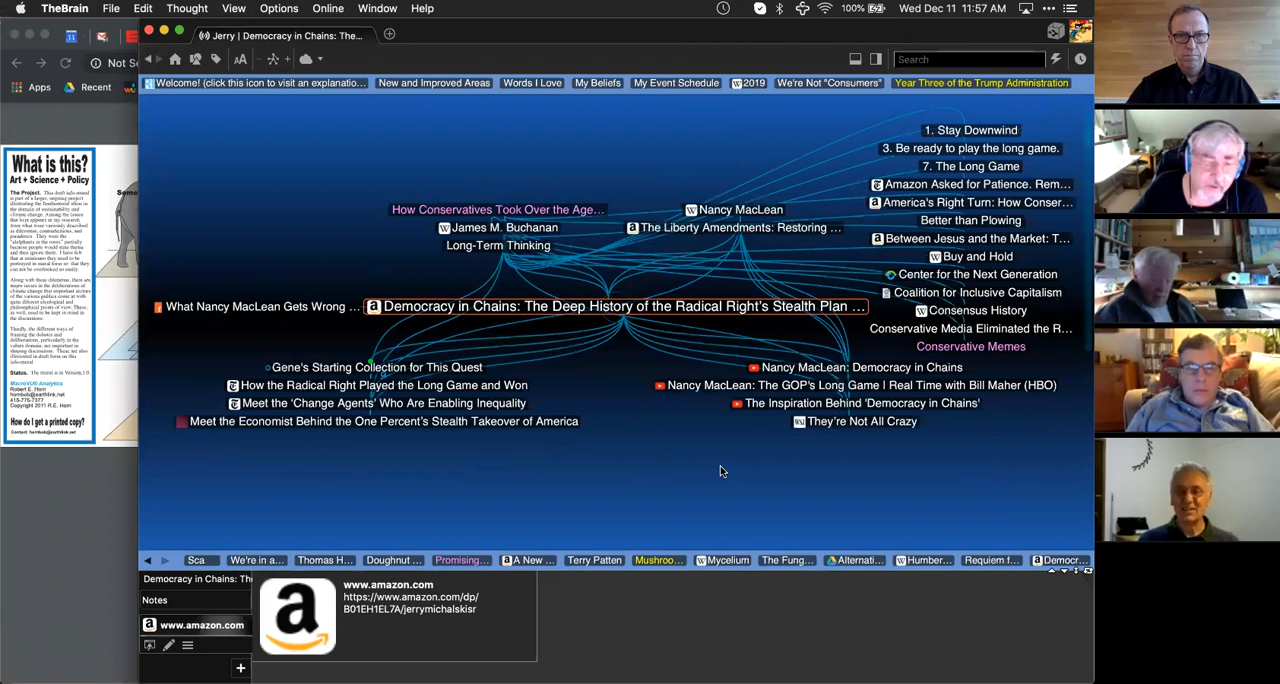 TheBrain File Edit Thought View Options Online Window Help
100% Wed Dec 11 11:57 AM
Jerry | Democracy in Chains: The...
Not S
Apps Recent
AA
Search
Welcome! (click this icon to visit an explanatio... New and Improved Areas Words I Love My Beliefs My Event Schedule 2019 We're Not "Consumers" Year Three of the Trump Administration
1. Stay Downwind
3. Be ready to play the long game.
7. The Long Game
Amazon Asked for Patience. Rem...
America's Right Turn: How Conser...
Better than Plowing
Between Jesus and the Market: T...
Buy and Hold
Center for the Next Generation
Coalition for Inclusive Capitalism
Consensus History
Conservative Media Eliminated the R...
Conservative Memes
How Conservatives Took Over the Age...
James M. Buchanan
Long-Term Thinking
Nancy MacLean
The Liberty Amendments: Restoring ...
What Nancy MacLean Gets Wrong ...
Democracy in Chains: The Deep History of the Radical Right's Stealth Plan ...
Gene's Starting Collection for This Quest
How the Radical Right Played the Long Game and Won
Meet the 'Change Agents' Who Are Enabling Inequality
Meet the Economist Behind the One Percent's Stealth Takeover of America
Nancy MacLean: Democracy in Chains
Nancy MacLean: The GOP's Long Game | Real Time with Bill Maher (HBO)
The Inspiration Behind 'Democracy in Chains'
They're Not All Crazy
Sca We're in a... Thomas H... Doughnut ... Promising... A New ... Terry Patten Mushroo... Mycelium The Fung... Alternati... Humber... Requiem f... Democr...
Democracy in Chains: The
Notes
www.amazon.com
www.amazon.com
https://www.amazon.com/dp/
B01EH1EL7A/jerrymichalskisr
What is this?
Art + Science + Policy
How do I get a printed copy?